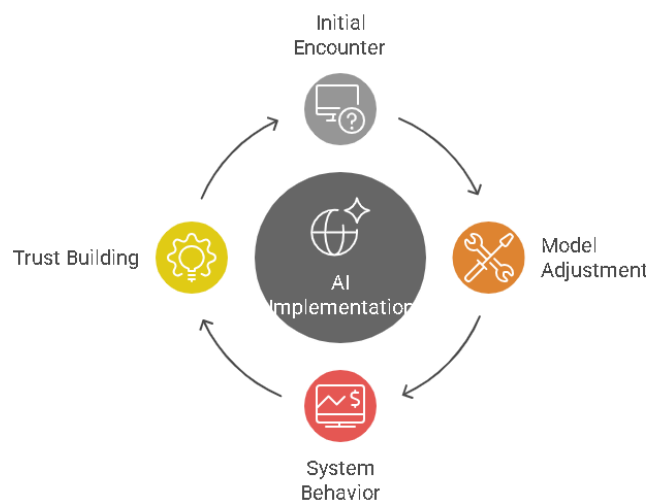 Initial
Encounter
Trust Building
AI
Implementation
Model
Adjustment
System
Behavior